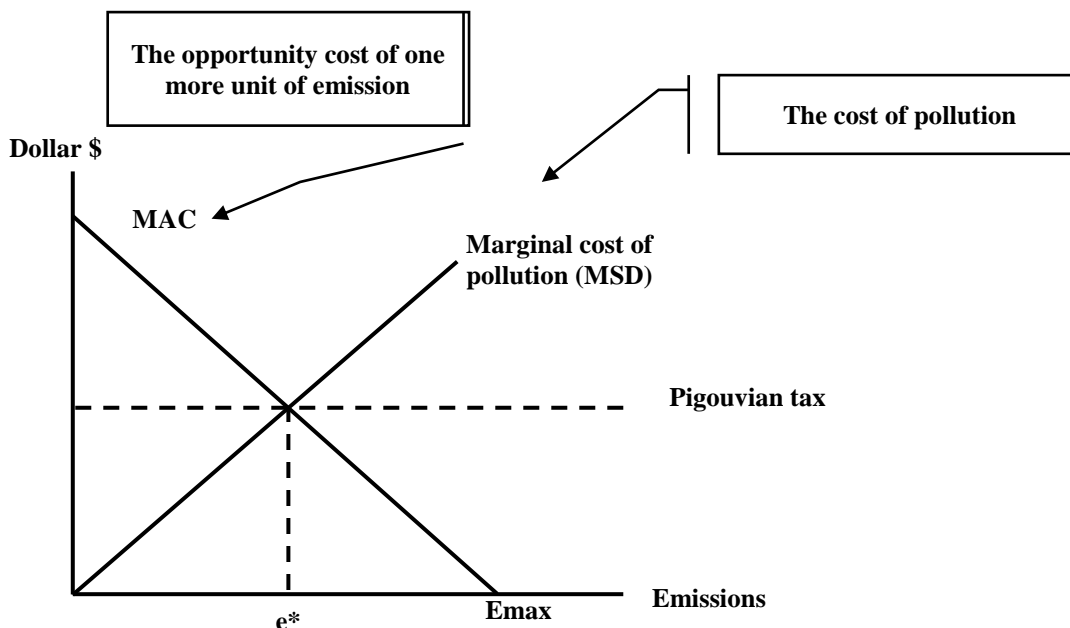 The opportunity cost of one
more unit of emission
The cost of pollution
Dollar $
MAC
Marginal cost of
pollution (MSD)
Pigouvian tax
Emissions
Emax
e*